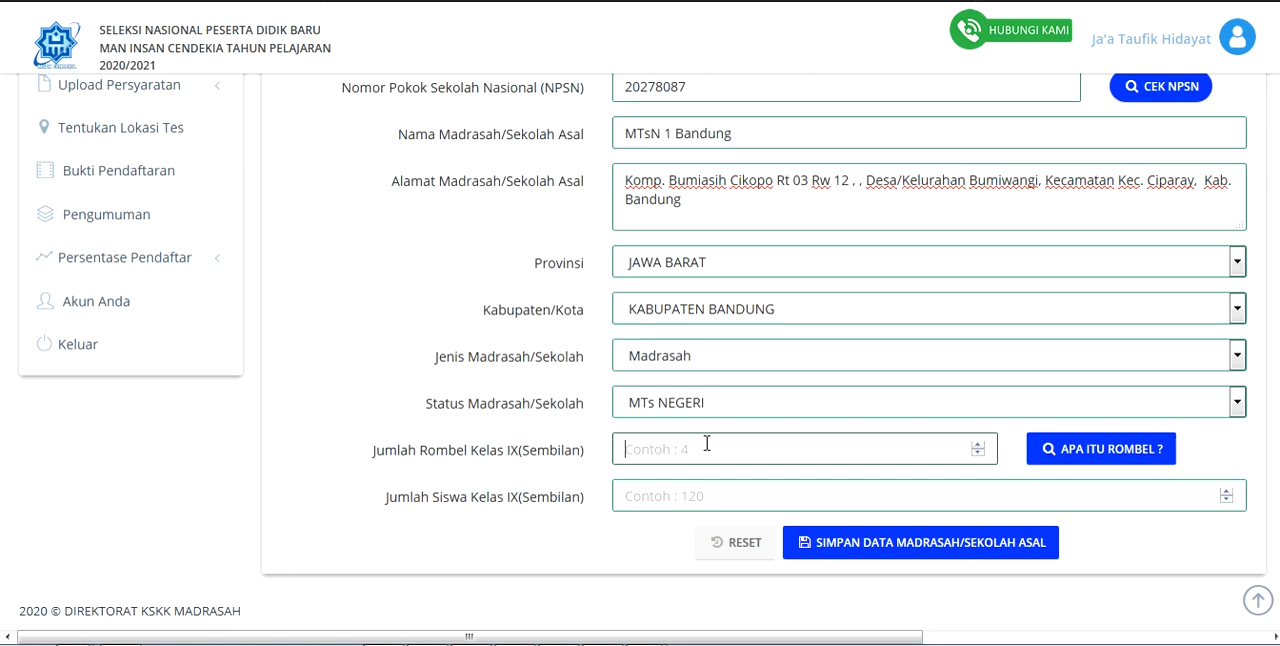 SELEKSI NASIONAL PESERTA DIDIK BARU
MAN INSAN CENDEKIA TAHUN PELAJARAN
2020/2021
HUBUNGI KAMI
Ja'a Taufik Hidayat
Upload Persyaratan
Tentukan Lokasi Tes
Bukti Pendaftaran
Pengumuman
Persentase Pendaftar
Akun Anda
Keluar
Nomor Pokok Sekolah Nasional (NPSN)
20278087
CEK NPSN
Nama Madrasah/Sekolah Asal
MTsN 1 Bandung
Alamat Madrasah/Sekolah Asal
Komp. Bumiasih Cikopo Rt 03 Rw 12 , , Desa/Kelurahan Bumiwangi, Kecamatan Kec. Ciparay, Kab.
Bandung
Provinsi
JAWA BARAT
Kabupaten/Kota
KABUPATEN BANDUNG
Jenis Madrasah/Sekolah
Madrasah
Status Madrasah/Sekolah
MTs NEGERI
Jumlah Rombel Kelas IX(Sembilan)
Contoh : 4
APA ITU ROMBEL ?
Jumlah Siswa Kelas IX(Sembilan)
Contoh : 120
RESET
SIMPAN DATA MADRASAH/SEKOLAH ASAL
2020 © DIREKTORAT KSKK MADRASAH